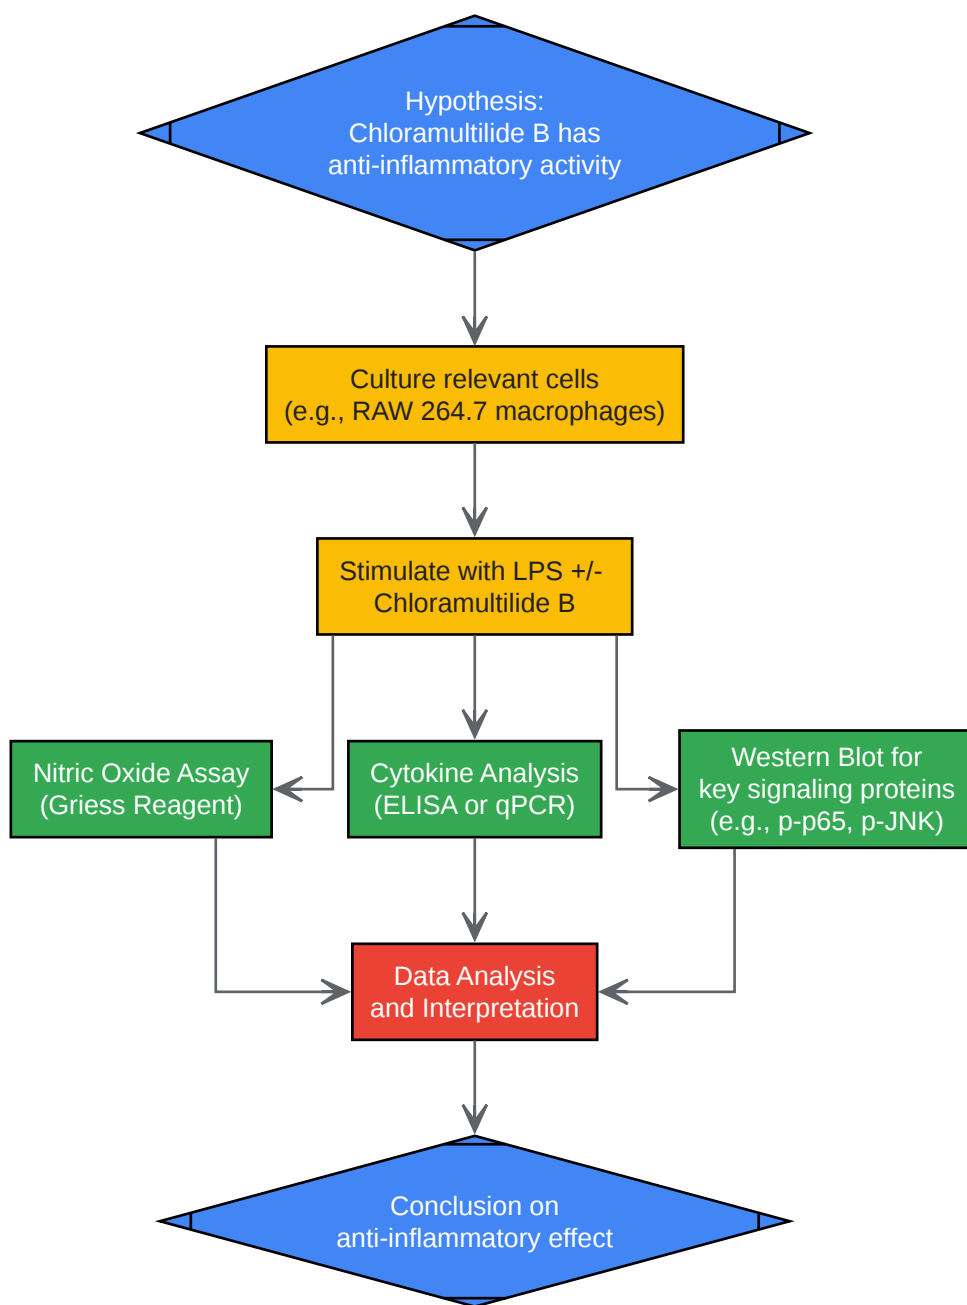 Hypothesis:
Chloramultilide B has
anti-inflammatory activity
Culture relevant cells
(e.g., RAW 264.7 macrophages)
Stimulate with LPS +/-
Chloramultilide B
Nitric Oxide Assay
(Griess Reagent)
Cytokine Analysis
(ELISA or qPCR)
Western Blot for
key signaling proteins
(e.g., p-p65, p-JNK)
Data Analysis
and Interpretation
Conclusion on
anti-inflammatory effect